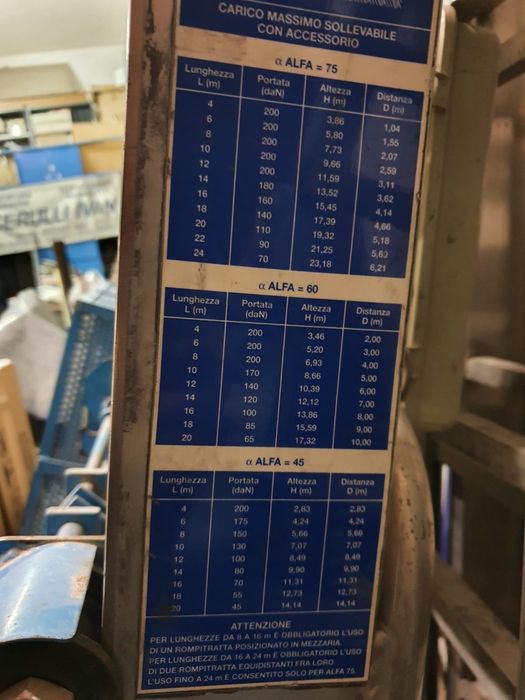 CARICO MASSIMO SOLLEVABILE
CON ACCESSORIO
α ALFA = 75
Lunghezza L (m) Portata (daN) Altezza H (m) Distanza D (m)
4 200 3,86 1,04
6 200 5,80 1,55
8 200 7,73 2,07
10 200 9,66 2,59
12 200 11,59 3,11
14 180 13,52 3,62
16 160 15,45 4,14
18 140 17,39 4,66
20 110 19,32 5,18
22 90 21,25 5,69
24 70 23,18 6,21
α ALFA = 60
Lunghezza L (m) Portata (daN) Altezza H (m) Distanza D (m)
4 200 3,46 2,00
6 200 5,20 3,00
8 200 6,93 4,00
10 170 8,66 5,00
12 140 10,39 6,00
14 120 12,12 7,00
16 100 13,86 8,00
18 85 15,59 9,00
20 65 17,32 10,00
α ALFA = 45
Lunghezza L (m) Portata (daN) Altezza H (m) Distanza D (m)
4 200 2,83 2,83
6 175 4,24 4,24
8 150 5,66 5,66
10 130 7,07 7,07
12 100 8,49 8,49
14 80 9,90 9,90
16 70 11,31 11,31
18 55 12,73 12,73
20 45 14,14 14,14
ATTENZIONE
PER LUNGHEZZE DA 8 A 16 m È OBBLIGATORIO L'USO
DI UN ROMPITRATTA POSIZIONATO IN MEZZARIA.
PER LUNGHEZZE DA 16 A 24 m È OBBLIGATORIO L'USO
DI DUE ROMPITRATTA EQUIDISTANTI FRA LORO.
L'USO FINO A 24 m È CONSENTITO SOLO PER ALFA 75.
ERULLI IVAN